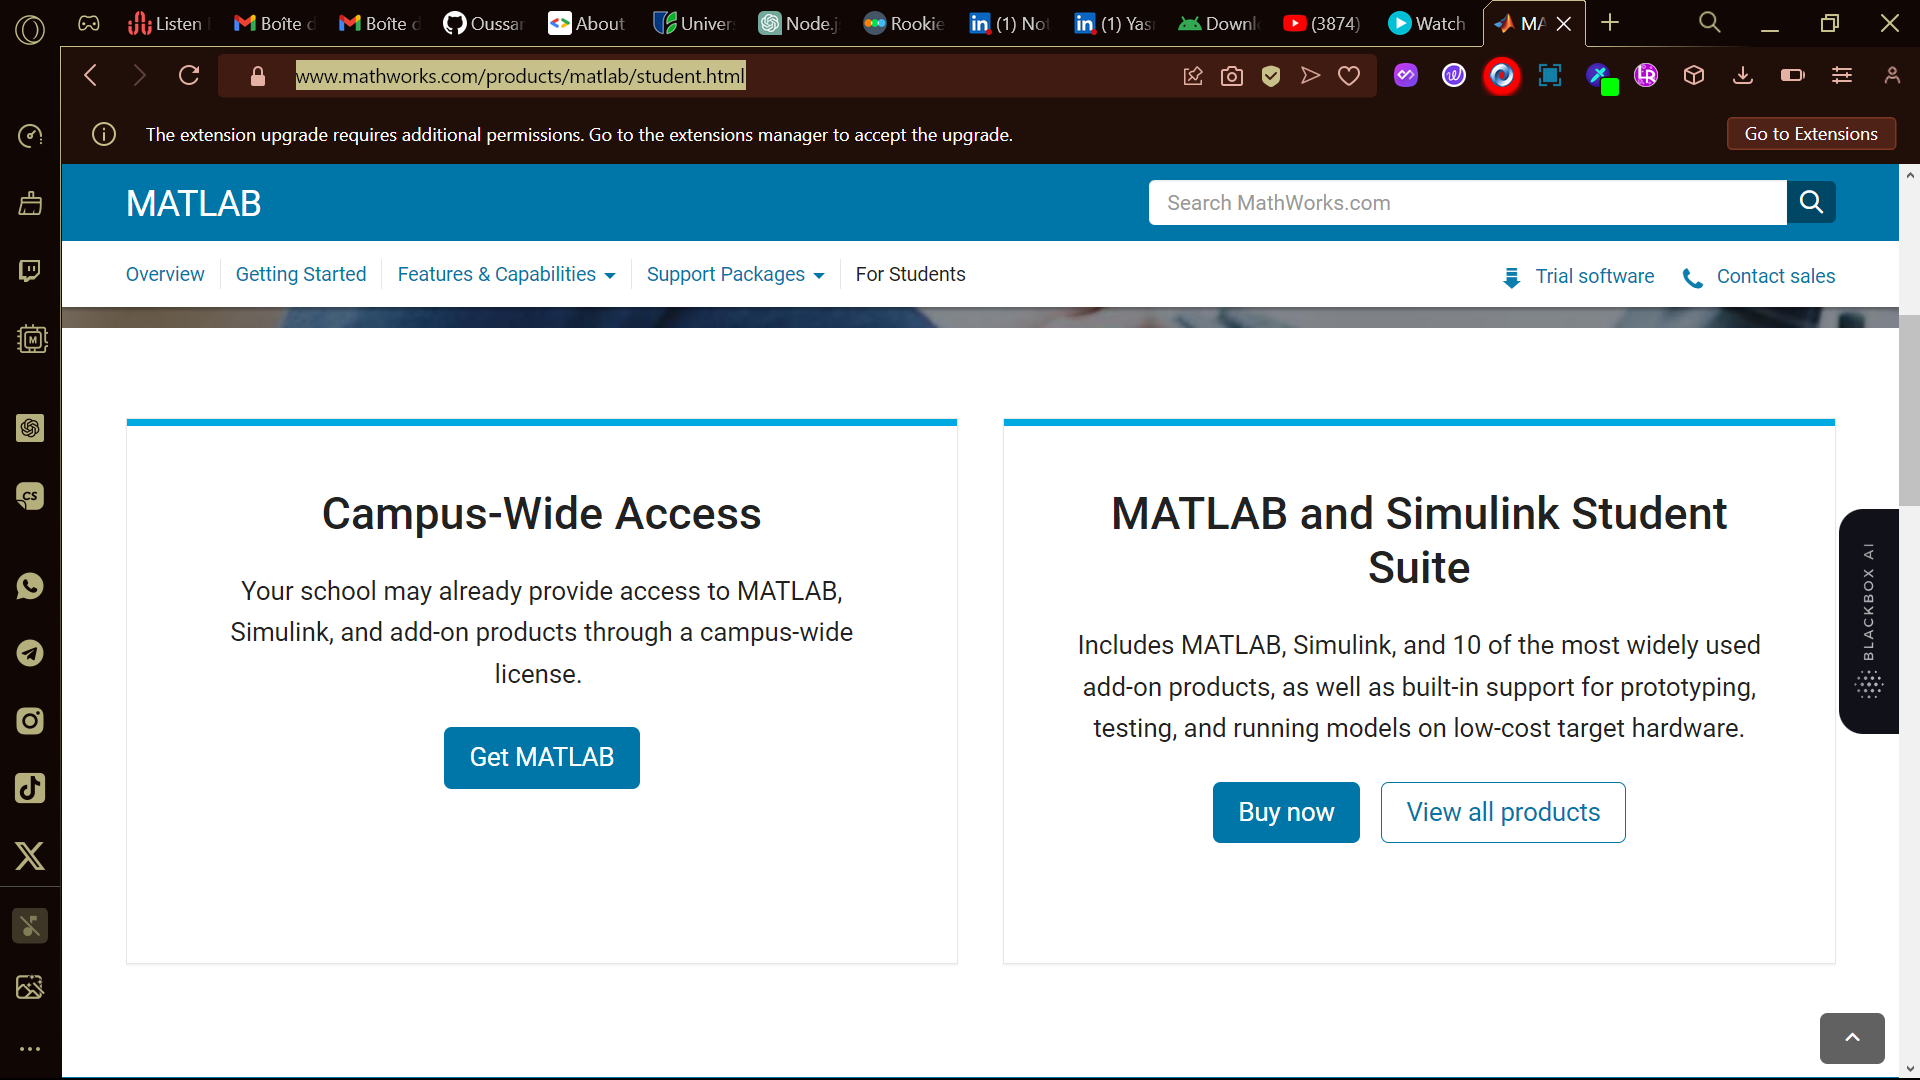 Listen
Boîte d
Boîte d
Oussar
About
Univer
Node.j
Rookie
(1) Not
(1) Yas
Downl
(3874)
Watch
MA
www.mathworks.com/products/matlab/student.html
The extension upgrade requires additional permissions. Go to the extensions manager to accept the upgrade.
Go to Extensions
MATLAB
Search MathWorks.com
Overview
Getting Started
Features & Capabilities
Support Packages
For Students
Trial software
Contact sales
Campus-Wide Access
Your school may already provide access to MATLAB,
Simulink, and add-on products through a campus-wide
license.
Get MATLAB
MATLAB and Simulink Student
Suite
Includes MATLAB, Simulink, and 10 of the most widely used
add-on products, as well as built-in support for prototyping,
testing, and running models on low-cost target hardware.
Buy now
View all products
BLACKBOX AI